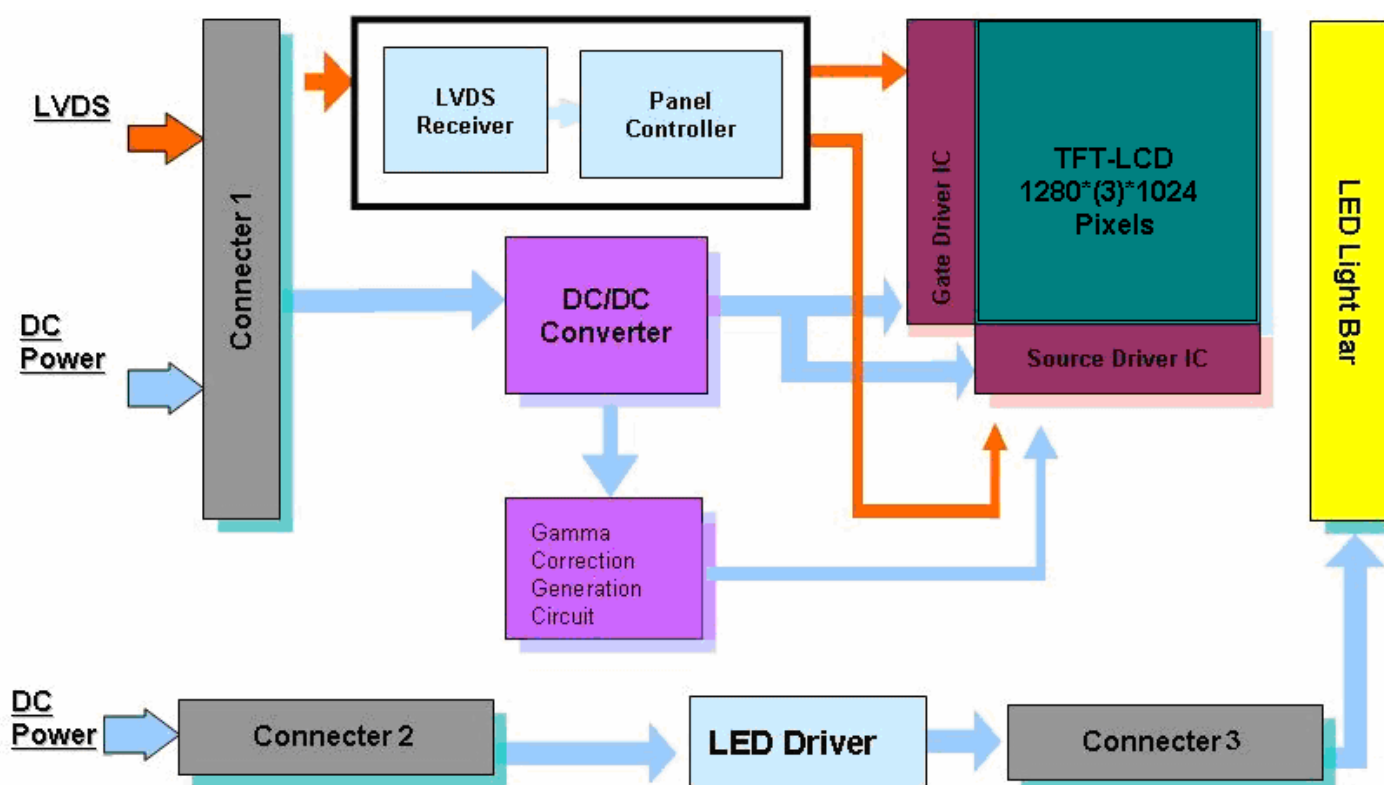 LVDS
DC
Power
Connecter 1
LVDS
Receiver
Panel
Controller
Gate Driver IC
TFT-LCD
1280*(3)*1024
Pixels
Source Driver IC
LED Light Bar
DC/DC
Converter
Gamma
Correction
Generation
Circuit
DC
Power
Connecter 2
LED Driver
Connecter 3